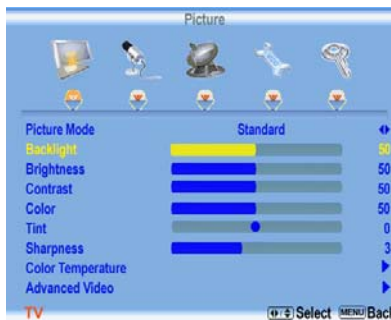 Picture
Picture Mode Standard
Backlight 50
Brightness 50
Contrast 50
Color 50
Tint 0
Sharpness 3
Color Temperature
Advanced Video
TV Select MENU Back